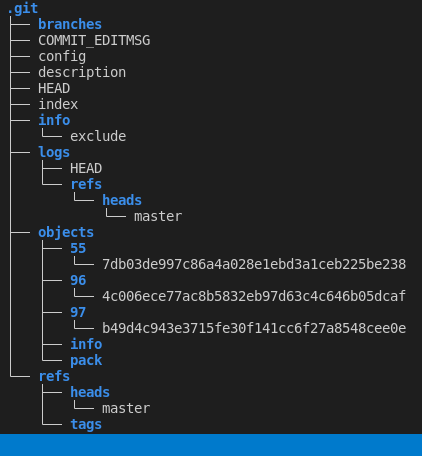 .git
branches
COMMIT_EDITMSG
config
description
HEAD
index
info
exclude
logs
HEAD
refs
heads
master
objects
55
7db03de997c86a4a028e1ebd3a1ceb225be238
96
4c006ece77ac8b5832eb97d63c4c646b05dcaf
97
b49d4c943e3715fe30f141cc6f27a8548cee0e
info
pack
refs
heads
master
tags